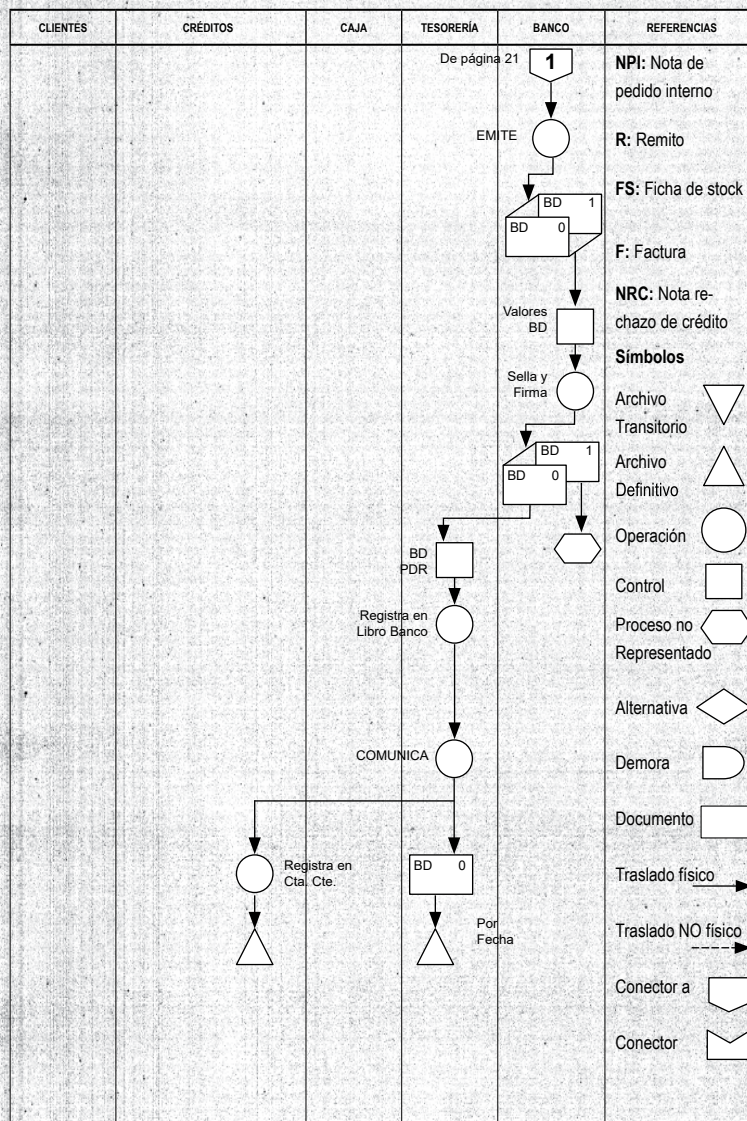 CLIENTES
CRÉDITOS
CAJA
TESORERÍA
BANCO
REFERENCIAS
De página 21
1
EMITE
BD 1
BD 0
Valores
BD
Sella y
Firma
BD 1
BD 0
BD
PDR
Registra en
Libro Banco
COMUNICA
Registra en
Cta. Cte.
BD 0
Por
Fecha
NPI: Nota de
pedido interno
R: Remito
FS: Ficha de stock
F: Factura
NRC: Nota re-
chazo de crédito
Símbolos
Archivo
Transitorio
Archivo
Definitivo
Operación
Control
Proceso no
Representado
Alternativa
Demora
Documento
Traslado físico
Traslado NO físico
Conector a
Conector